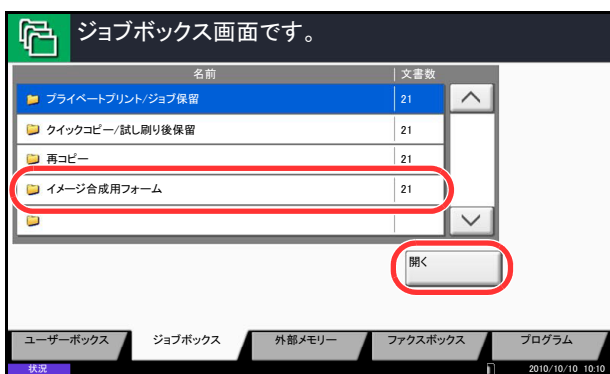 ジョブボックス画面です。
名前 文書数
プライベートプリント/ジョブ保留 21
クイックコピー/試し刷り後保留 21
再コピー 21
イメージ合成用フォーム 21
開く
ユーザーボックス ジョブボックス 外部メモリー ファクスボックス プログラム
状況 2010/10/10 10:10